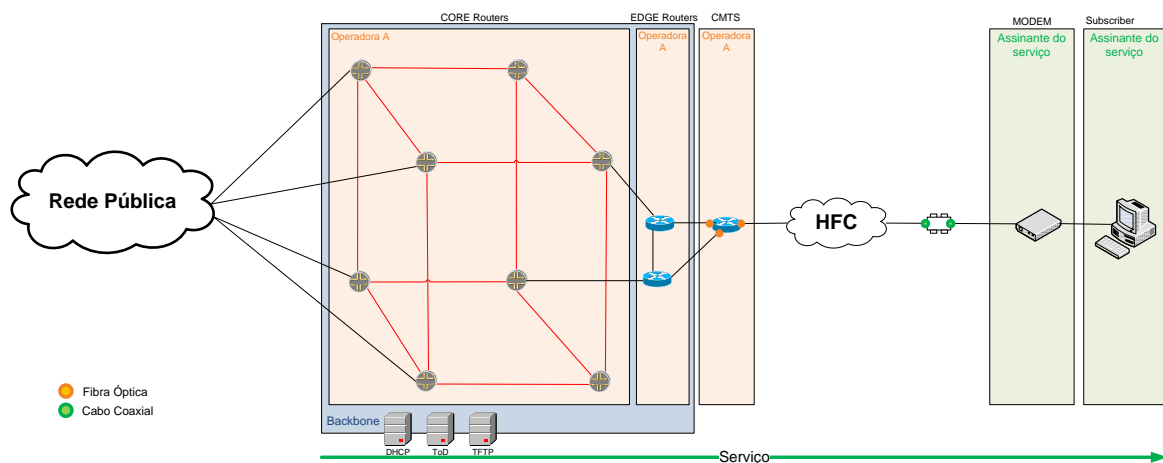 CORE Routers
EDGE Routers
CMTS
MODEM
Subscriber
Operadora A
Operadora
A
Operadora
A
Assinante do
serviço
Assinante do
serviço
Rede Pública
HFC
Fibra Óptica
Cabo Coaxial
Backbone
DHCP
ToD
TFTP
Serviço